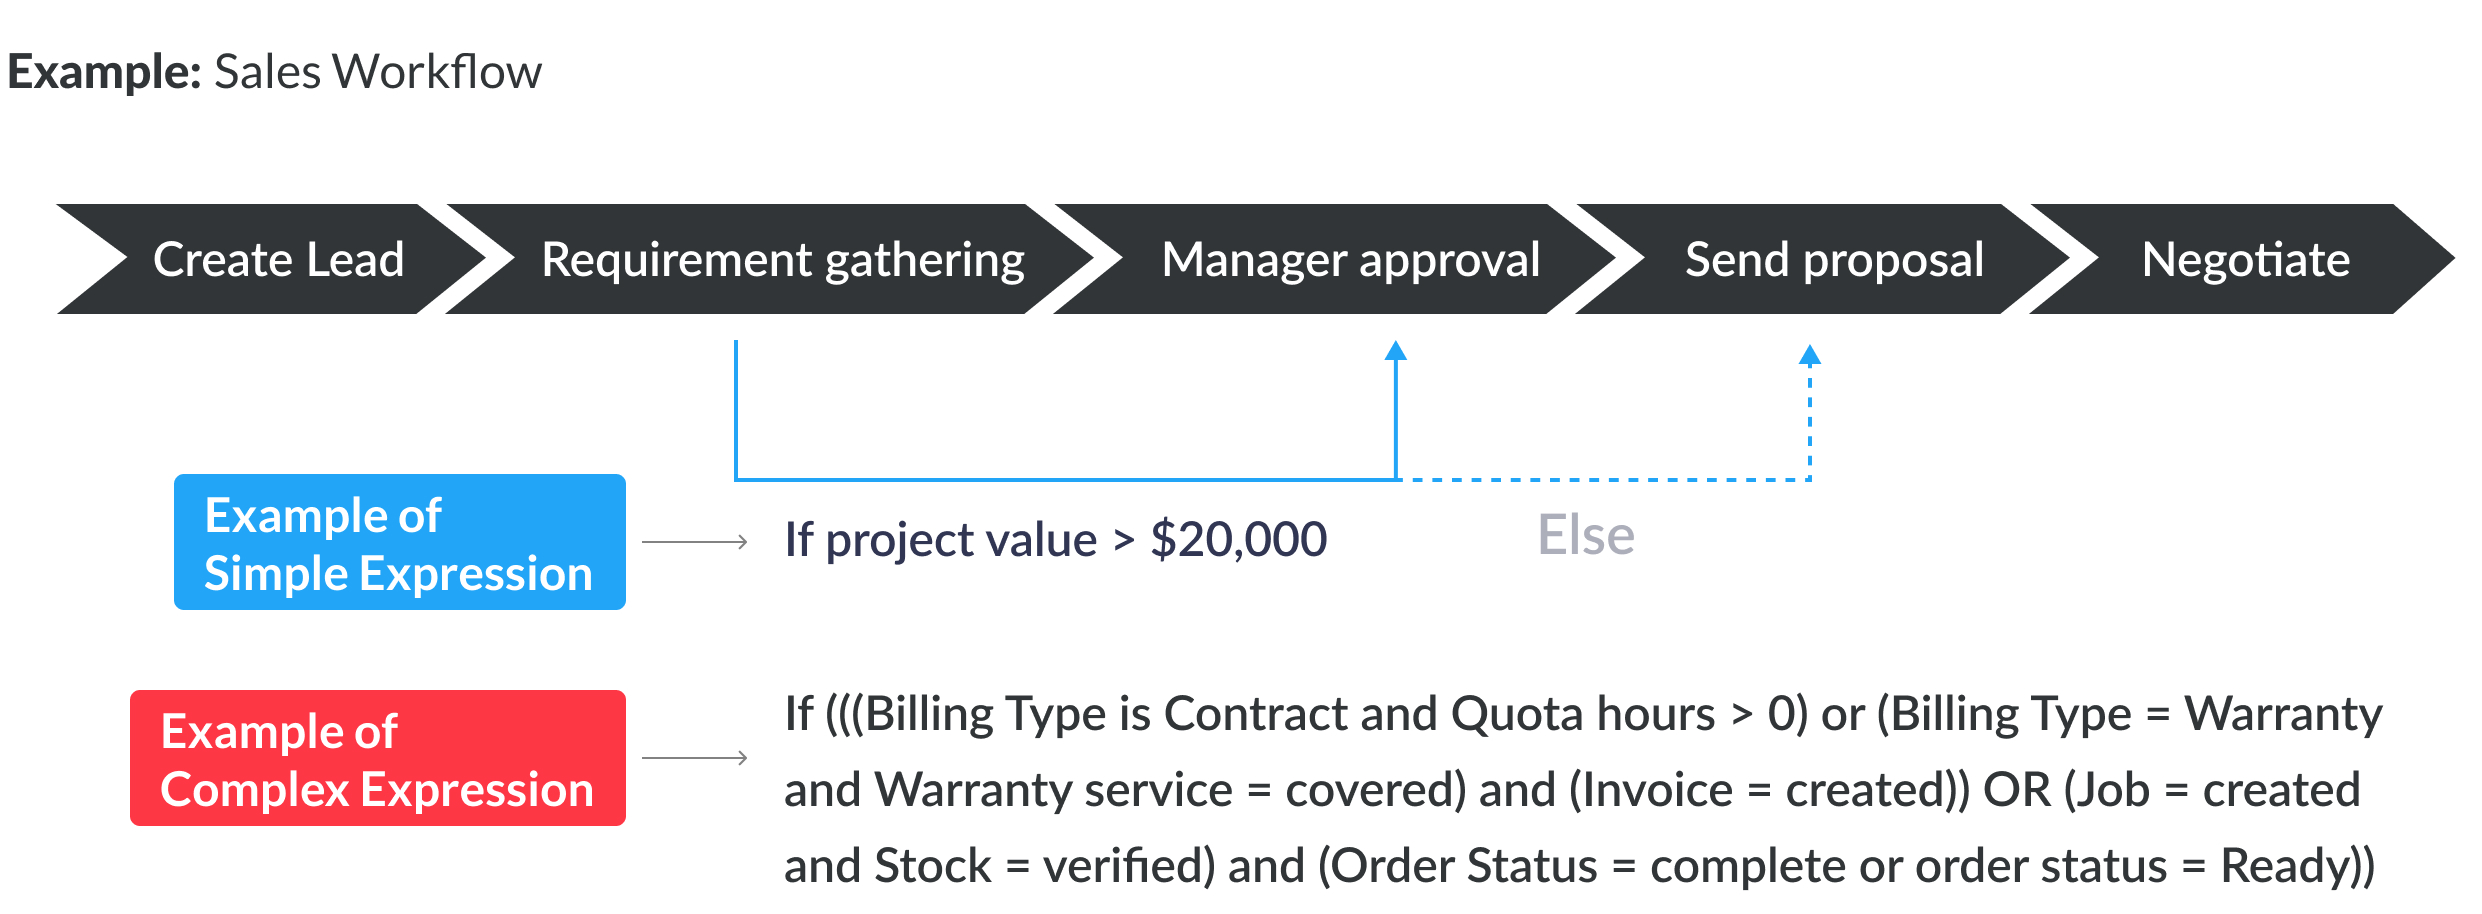 Example: Sales Workflow
Create Lead
Requirement gathering
Manager approval
Send proposal
Negotiate
Example of
Simple Expression
If project value > $20,000
Else
Example of
Complex Expression
If (((Billing Type is Contract and Quota hours > 0) or (Billing Type = Warranty
and Warranty service = covered) and (Invoice = created)) OR (Job = created
and Stock = verified) and (Order Status = complete or order status = Ready))